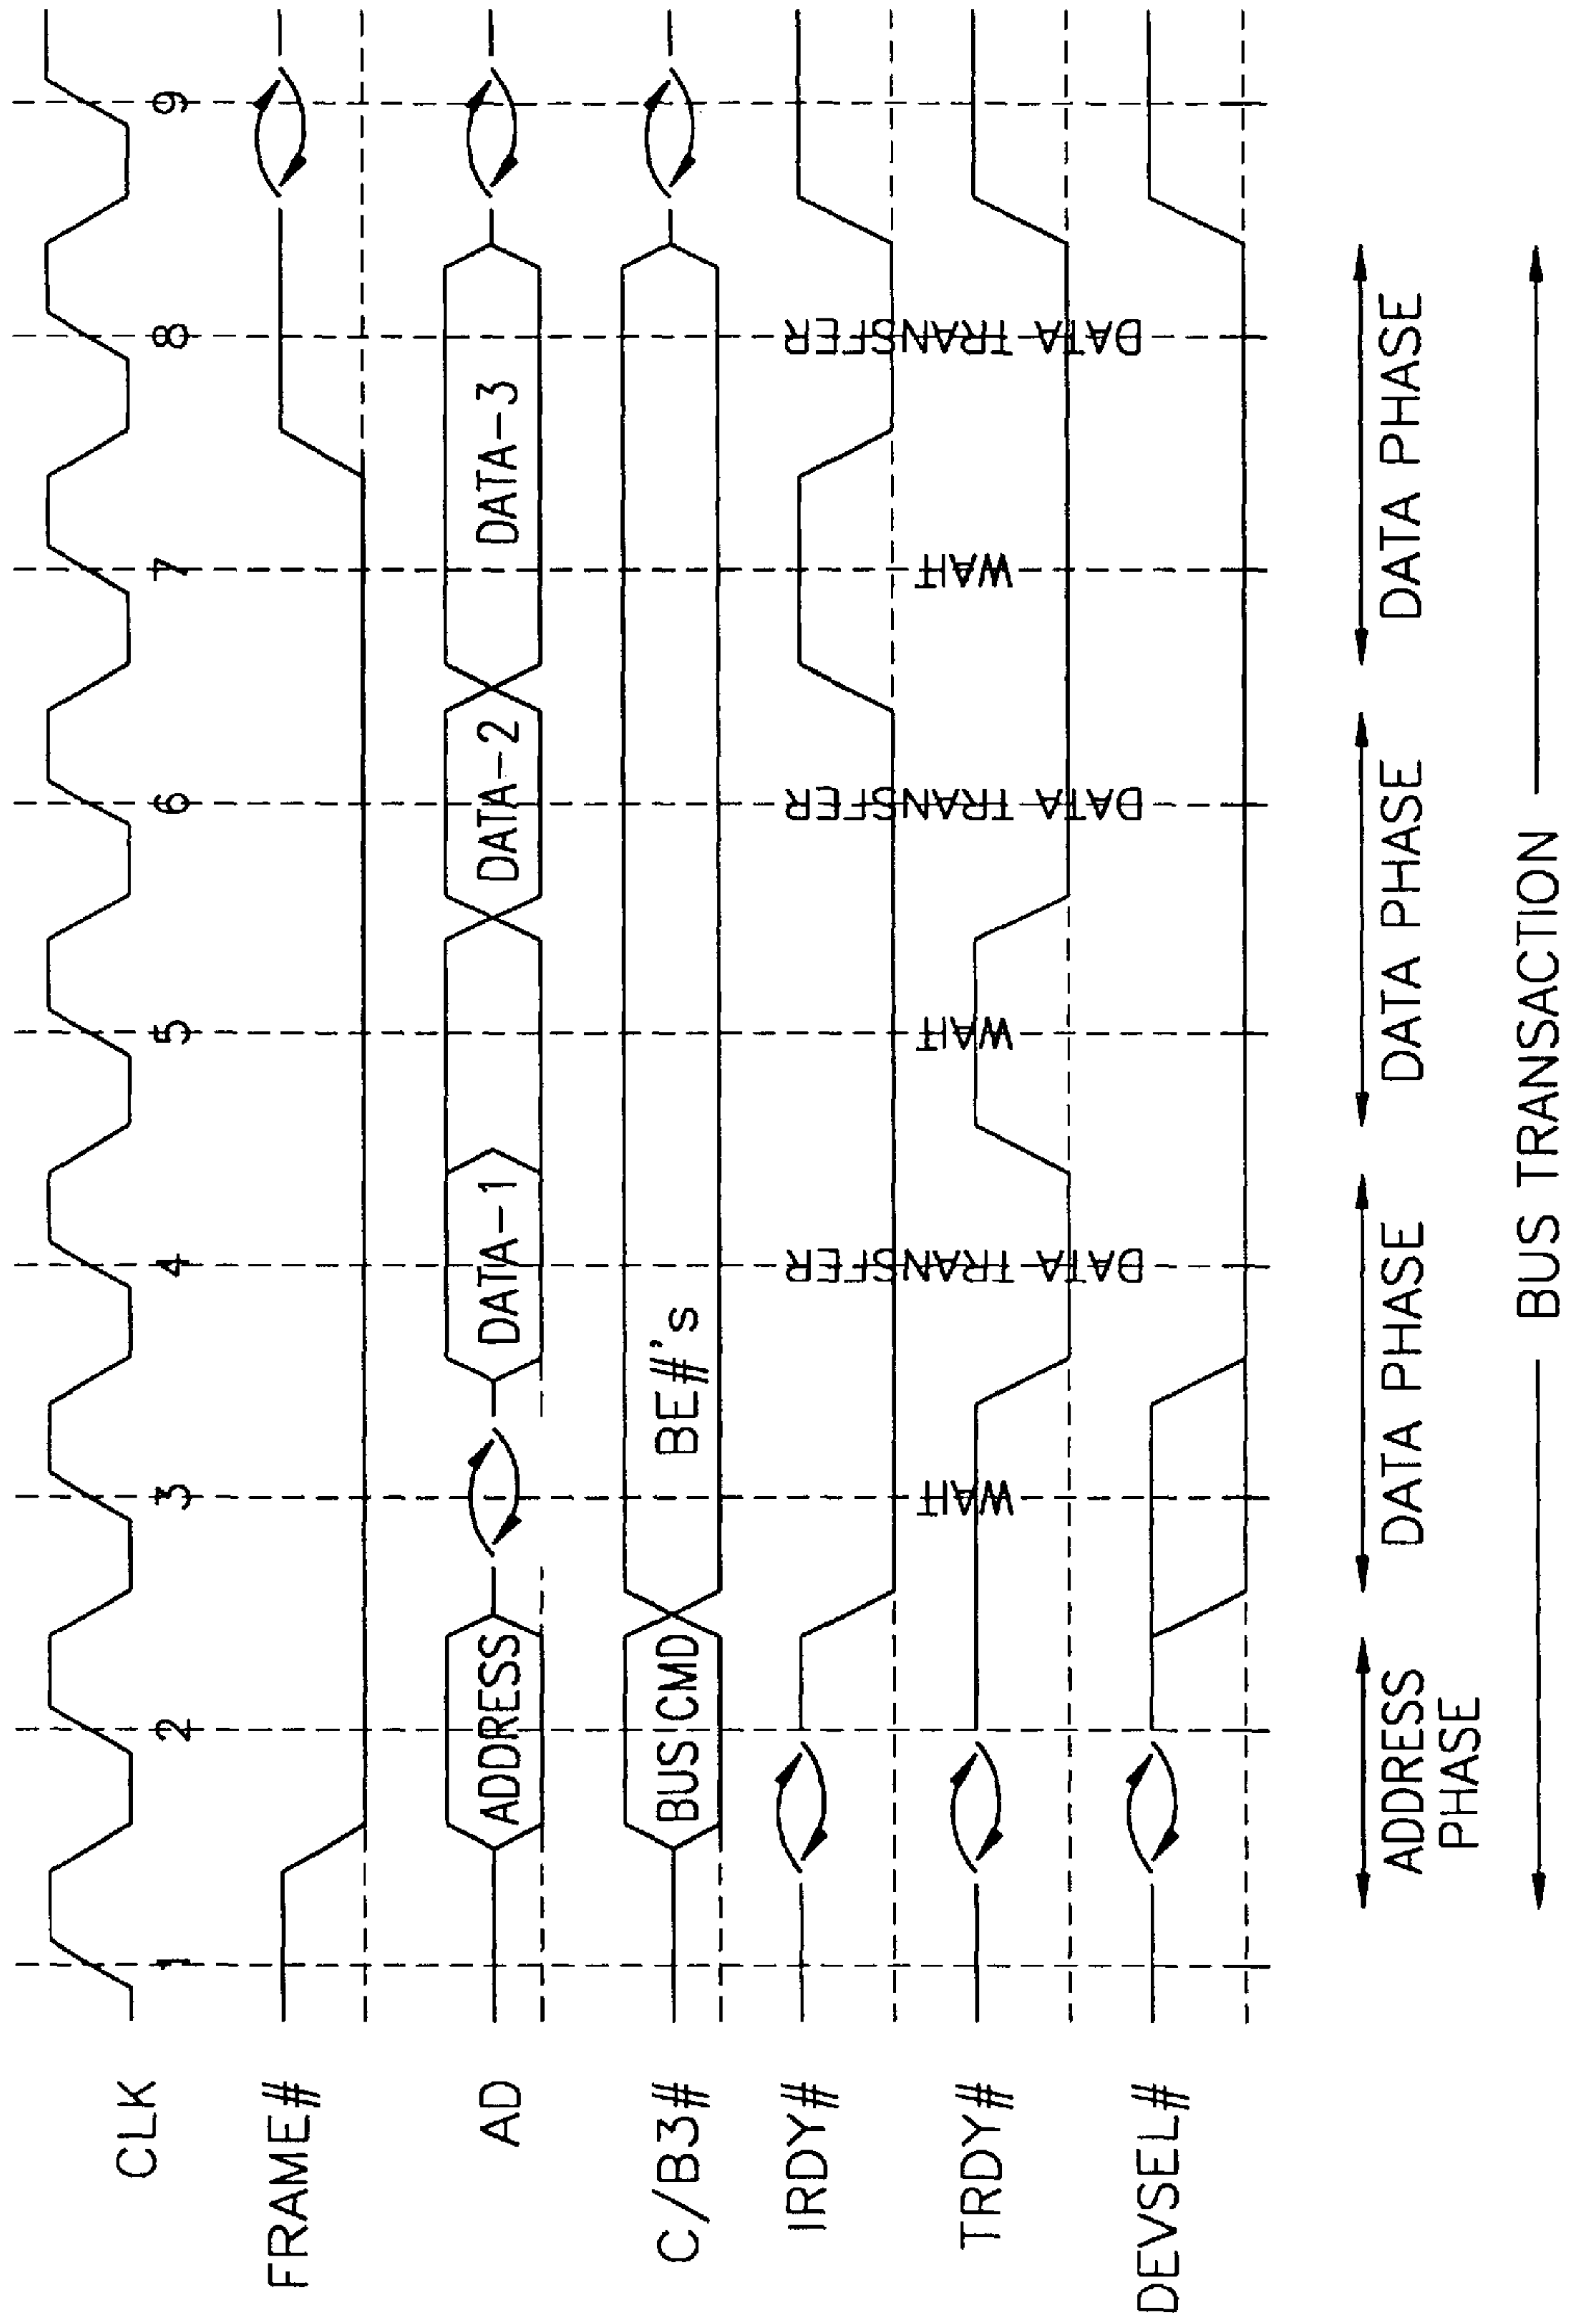 CLK
1
2
3
4
5
6
7
8
9
FRAME#
AD
ADDRESS
DATA-1
DATA-2
DATA-3
C/B3#
BUS CMD
BE#'s
IRDY#
TRDY#
DEVSEL#
WAIT
DATA TRANSFER
WAIT
DATA TRANSFER
WAIT
DATA TRANSFER
ADDRESS
PHASE
DATA PHASE
DATA PHASE
DATA PHASE
BUS TRANSACTION